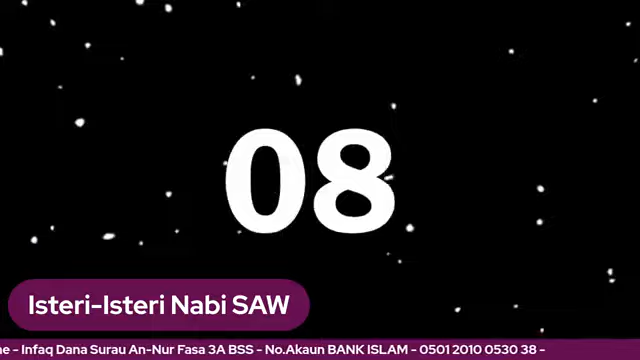 08
Isteri-Isteri Nabi SAW
- Infaq Dana Surau An-Nur Fasa 3A BSS - No.Akaun BANK ISLAM - 0501 2010 0530 38 -